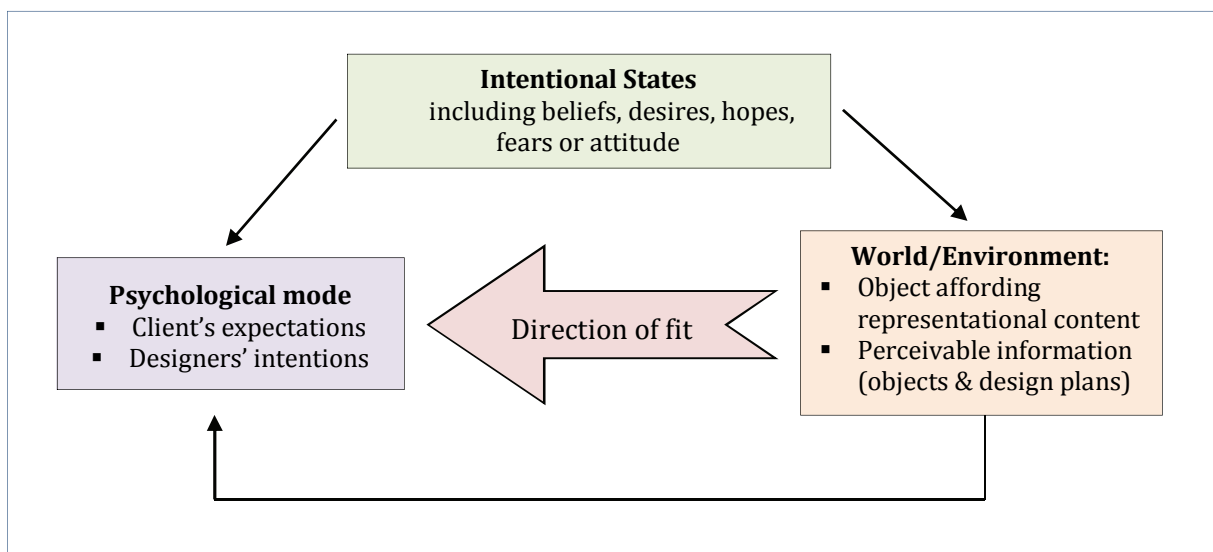 Intentional States
including beliefs, desires, hopes,
fears or attitude
Psychological mode
▪ Client’s expectations
▪ Designers’ intentions
Direction of fit
World/Environment:
▪ Object affording
representational content
▪ Perceivable information
(objects & design plans)